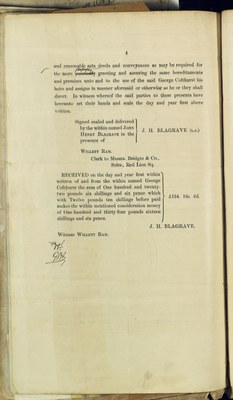 4
and reasonable acts deeds and conveyances as may be required for
the more granting and assuring the same hereditaments
and premises unto and to the use of the said George Colthurst his
heirs and assigns in manner aforesaid or otherwise as he or they shall
direct. In witness whereof the said parties to these presents have
hereunto set their hands and seals the day and year first above
written.
Signed sealed and delivered
by the within named JOHN
HENRY BLAGRAVE in the
presence of
J. H. BLAGRAVE (L.S.)
WILLETT RAM,
Clerk to Messrs. Bridges & Co.,
Solrs., Red Lion Sq.
RECEIVED on the day and year first within
written of and from the within named George
Colthurst the sum of One hundred and twenty-
two pounds six shillings and six pence which
with Twelve pounds ten shillings before paid
makes the within mentioned consideration money
of One hundred and thirty-four pounds sixteen
shillings and six pence.
£134. 16s. 6d.
J. H. BLAGRAVE.
Witness WILLETT RAM.